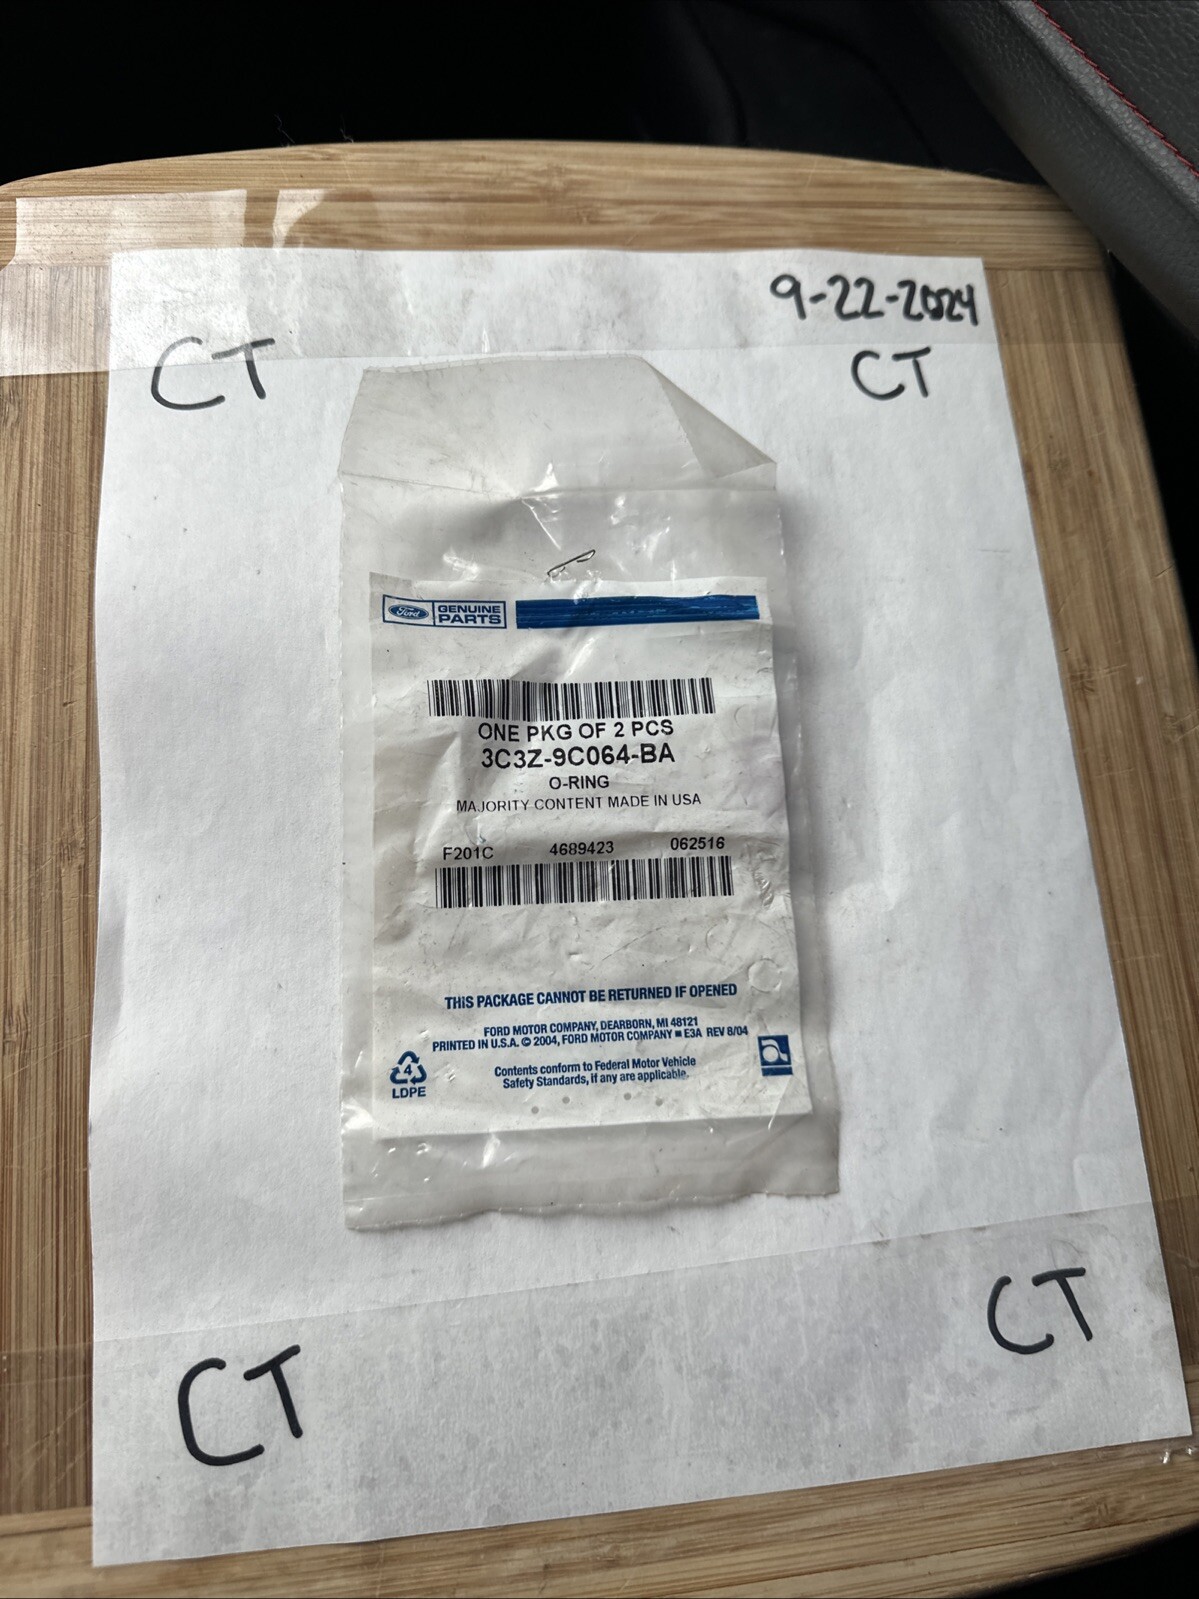 9-22-2024
CT
CT
Ford
GENUINE
PARTS
ONE PKG OF 2 PCS
3C3Z-9C064-BA
O-RING
MAJORITY CONTENT MADE IN USA
F201C 4689423 062516
THIS PACKAGE CANNOT BE RETURNED IF OPENED
FORD MOTOR COMPANY, DEARBORN, MI 48121
PRINTED IN U.S.A. © 2004, FORD MOTOR COMPANY ■ E3A REV 8/04
4
LDPE
Contents conform to Federal Motor Vehicle
Safety Standards, if any are applicable.
a
CT
CT